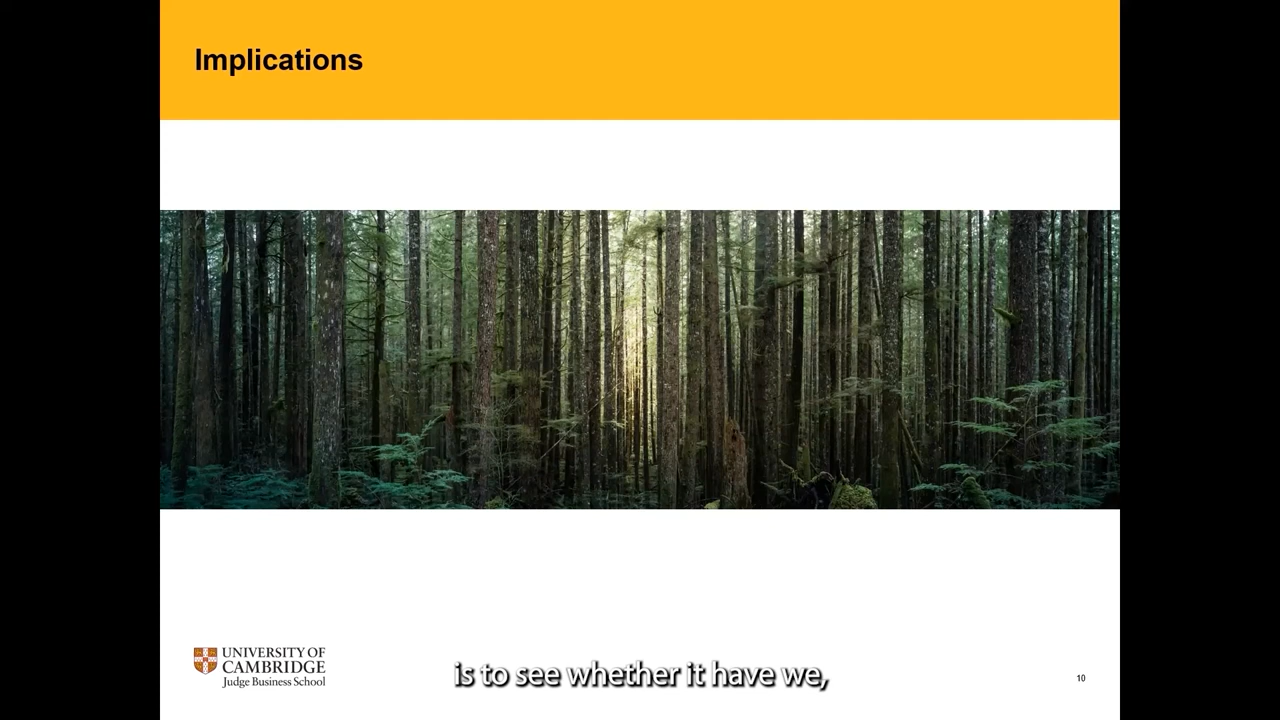 Implications
UNIVERSITY OF
CAMBRIDGE
Judge Business School
is to see whether it have we,
10